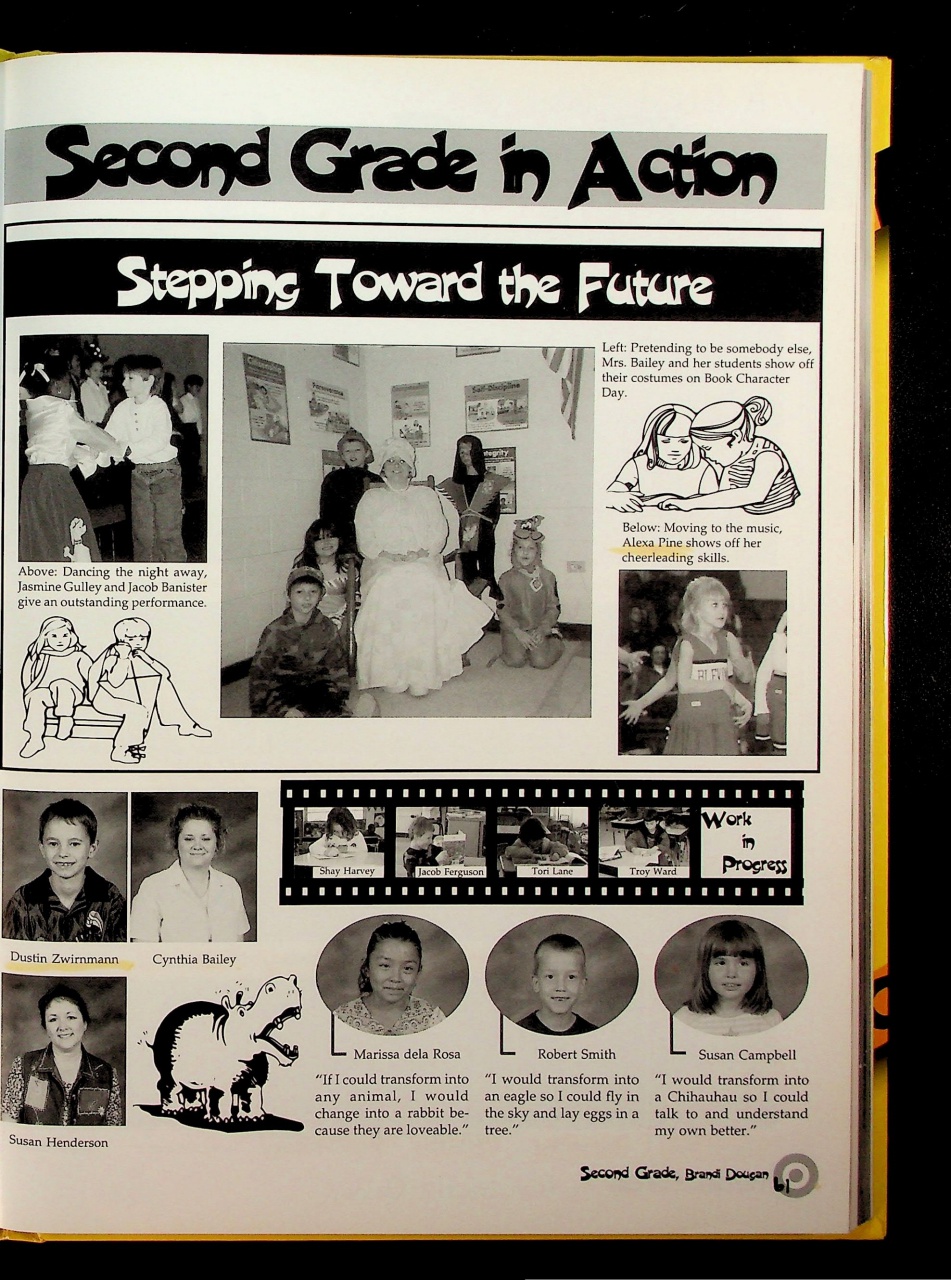 Second Grade in Action
Stepping Toward the Future
Left: Pretending to be somebody else,
Mrs. Bailey and her students show off
their costumes on Book Character
Day.
Self-Discipline
Perseverance
Integrity
Below: Moving to the music,
Alexa Pine shows off her
cheerleading skills.
Above: Dancing the night away,
Jasmine Gulley and Jacob Banister
give an outstanding performance.
Shay Harvey
Jacob Ferguson
Tori Lane
Troy Ward
Work
in
Progress
Dustin Zwirnmann
Cynthia Bailey
Susan Henderson
Marissa dela Rosa
"If I could transform into
any animal, I would
change into a rabbit be-
cause they are loveable."
Robert Smith
"I would transform into
an eagle so I could fly in
the sky and lay eggs in a
tree."
Susan Campbell
"I would transform into
a Chihauhau so I could
talk to and understand
my own better."
Second Grade, Brandi Dougan
61